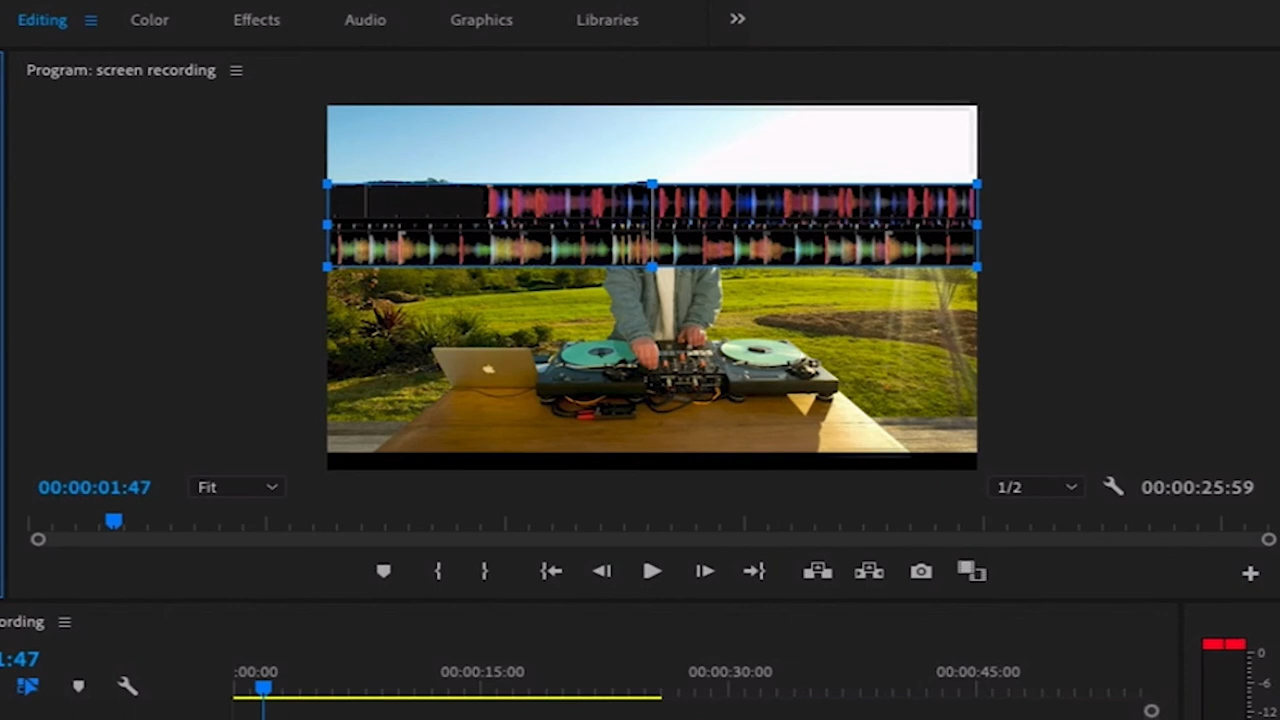 Editing Color Effects Audio Graphics Libraries
Program: screen recording
00:00:01:47 Fit 1/2 00:00:25:59
ording
1:47
:00:00 00:00:15:00 00:00:30:00 00:00:45:00
0
-6
-12